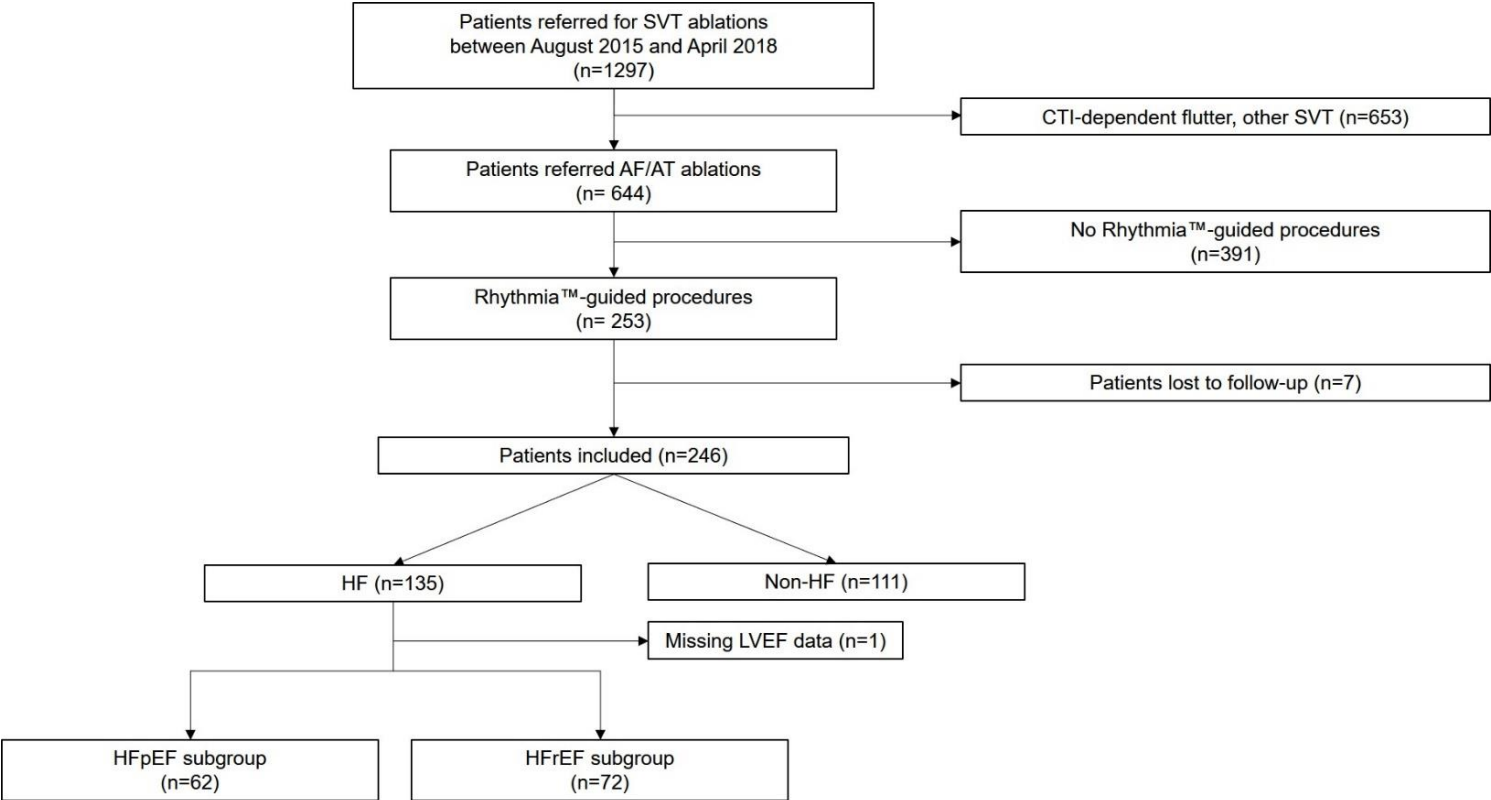 Patients referred for SVT ablations
between August 2015 and April 2018
(n=1297)
CTI-dependent flutter, other SVT (n=653)
Patients referred AF/AT ablations
(n= 644)
No Rhythmia™-guided procedures
(n=391)
Rhythmia™-guided procedures
(n= 253)
Patients lost to follow-up (n=7)
Patients included (n=246)
HF (n=135)
Non-HF (n=111)
Missing LVEF data (n=1)
HFpEF subgroup
(n=62)
HFrEF subgroup
(n=72)